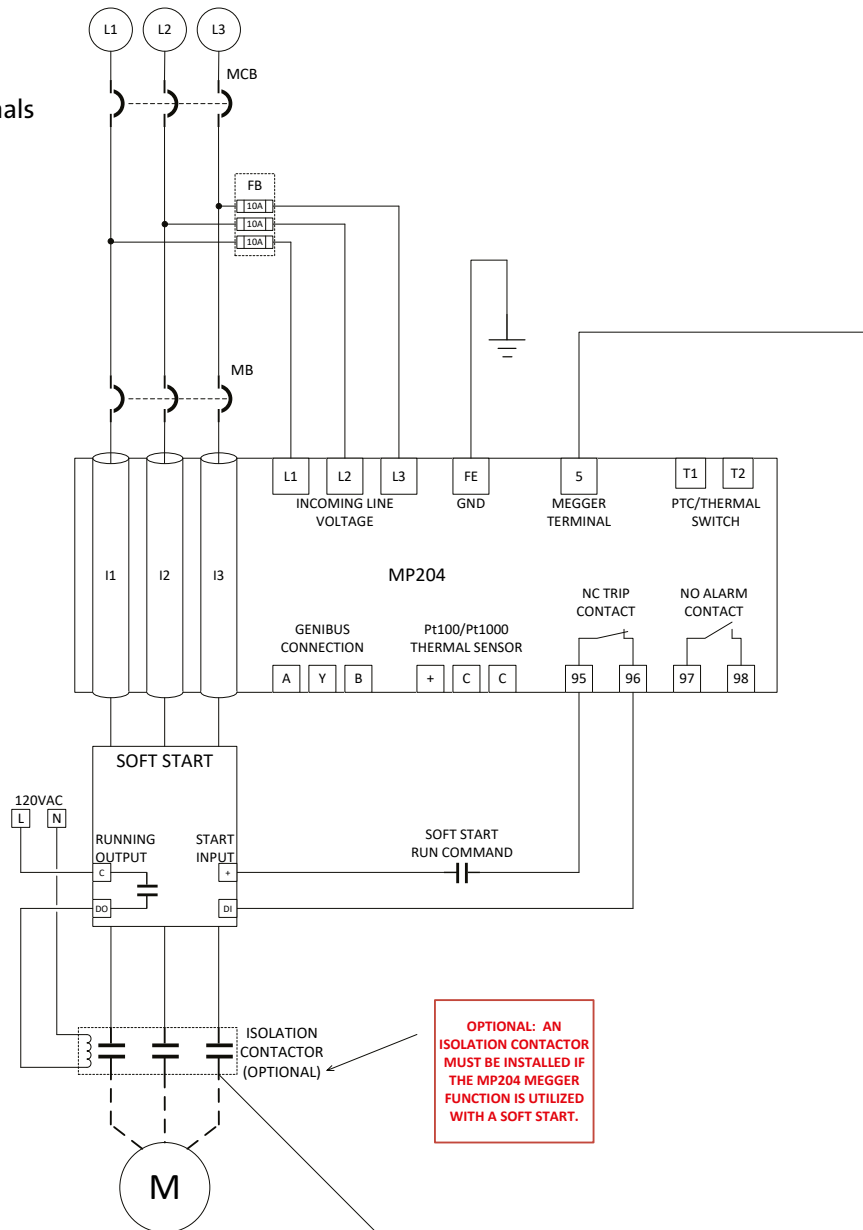 L1 L2 L3
MCB
nals
FB
10A
10A
10A
MB
L1 L2 L3 FE 5 T1 T2
INCOMING LINE
VOLTAGE
GND
MEGGER
TERMINAL
PTC/THERMAL
SWITCH
I1 I2 I3
MP204
GENIBUS
CONNECTION
Pt100/Pt1000
THERMAL SENSOR
NC TRIP
CONTACT
NO ALARM
CONTACT
A Y B + C C 95 96 97 98
SOFT START
120VAC
L N
RUNNING
OUTPUT
START
INPUT
SOFT START
RUN COMMAND
C +
DO DI
ISOLATION
CONTACTOR
(OPTIONAL)
OPTIONAL: AN
ISOLATION CONTACTOR
MUST BE INSTALLED IF
THE MP204 MEGGER
FUNCTION IS UTILIZED
WITH A SOFT START.
M